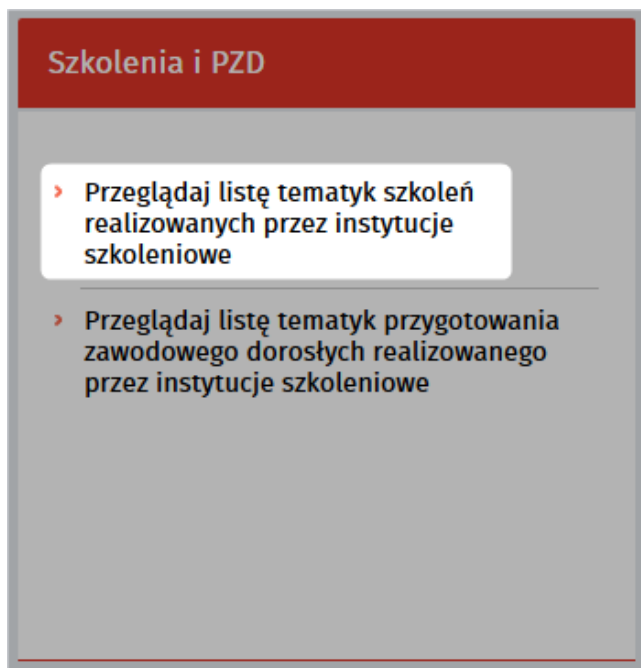 Szkolenia i PZD
Przeglądaj listę tematyk szkoleń
realizowanych przez instytucje
szkoleniowe
Przeglądaj listę tematyk przygotowania
zawodowego dorosłych realizowanego
przez instytucje szkoleniowe